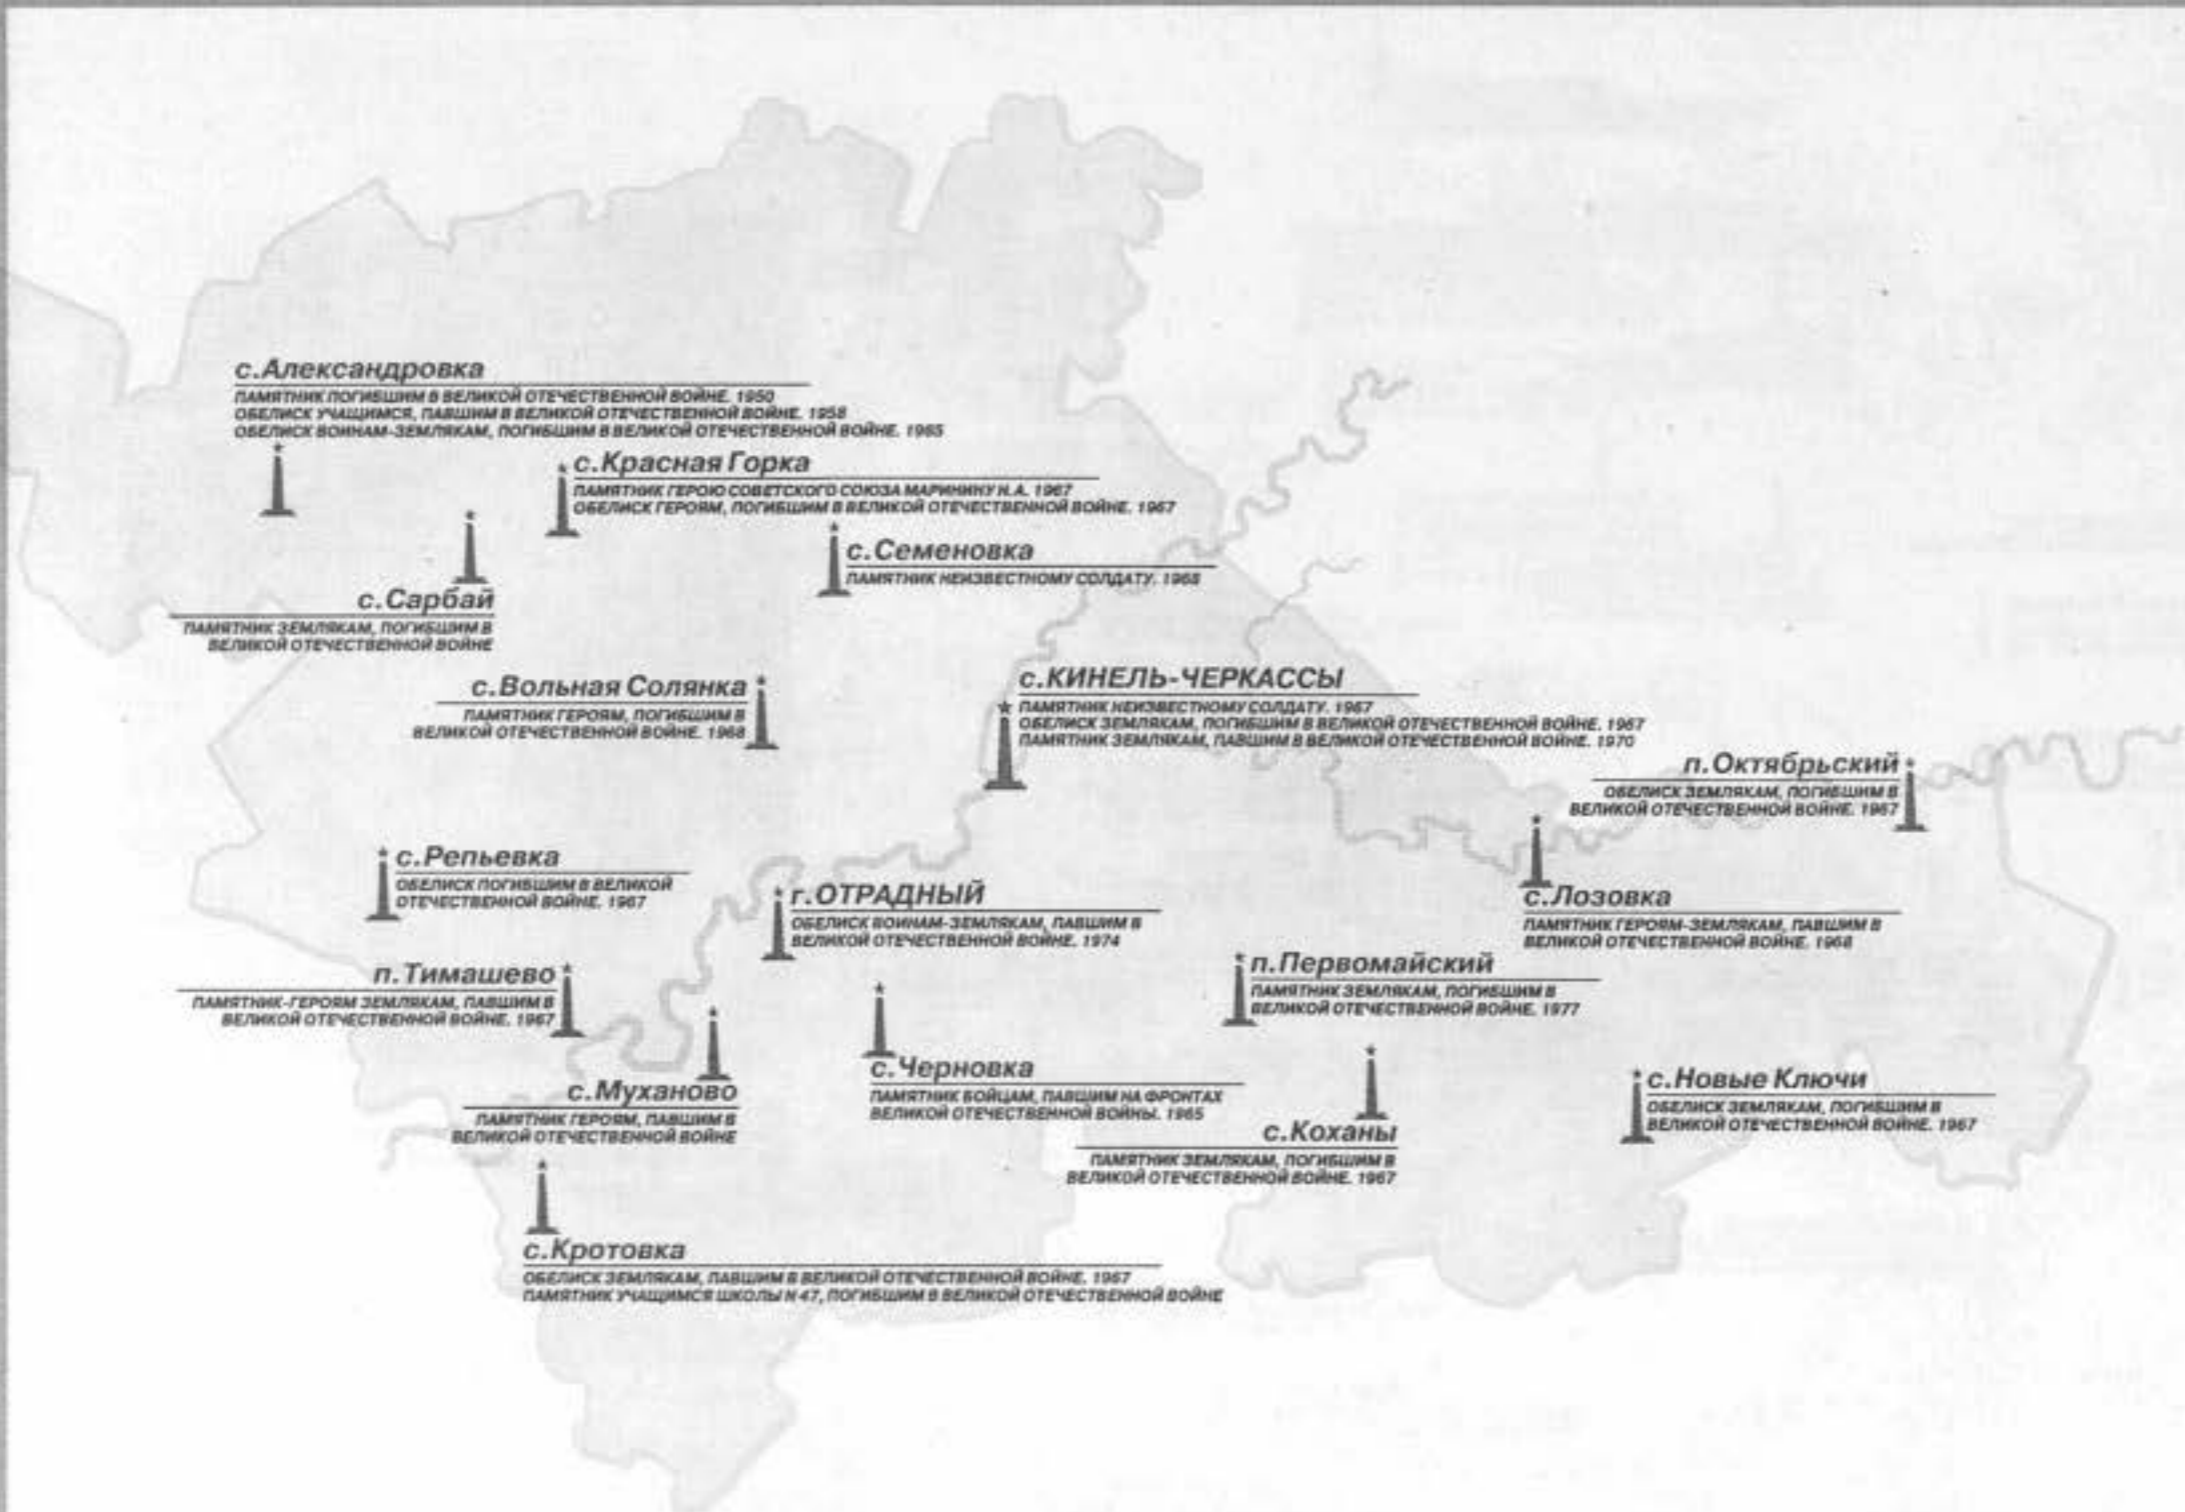 с.Александровка
ПАМЯТНИК ПОГИБШИМ В ВЕЛИКОЙ ОТЕЧЕСТВЕННОЙ ВОЙНЕ. 1950
ОБЕЛИСК УЧАЩИМСЯ, ПАВШИМ В ВЕЛИКОЙ ОТЕЧЕСТВЕННОЙ ВОЙНЕ. 1958
ОБЕЛИСК ВОИНАМ-ЗЕМЛЯКАМ, ПОГИБШИМ В ВЕЛИКОЙ ОТЕЧЕСТВЕННОЙ ВОЙНЕ. 1965
с.Красная Горка
ПАМЯТНИК ГЕРОЮ СОВЕТСКОГО СОЮЗА МАРИНИНУ Н.А. 1967
ОБЕЛИСК ГЕРОЯМ, ПОГИБШИМ В ВЕЛИКОЙ ОТЕЧЕСТВЕННОЙ ВОЙНЕ. 1967
с.Семеновка
ПАМЯТНИК НЕИЗВЕСТНОМУ СОЛДАТУ. 1968
с.Сарбай
ПАМЯТНИК ЗЕМЛЯКАМ, ПОГИБШИМ В
ВЕЛИКОЙ ОТЕЧЕСТВЕННОЙ ВОЙНЕ
с.Вольная Солянка
ПАМЯТНИК ГЕРОЯМ, ПОГИБШИМ В
ВЕЛИКОЙ ОТЕЧЕСТВЕННОЙ ВОЙНЕ. 1968
с.КИНЕЛЬ-ЧЕРКАССЫ
ПАМЯТНИК НЕИЗВЕСТНОМУ СОЛДАТУ. 1967
ОБЕЛИСК ЗЕМЛЯКАМ, ПОГИБШИМ В ВЕЛИКОЙ ОТЕЧЕСТВЕННОЙ ВОЙНЕ. 1967
ПАМЯТНИК ЗЕМЛЯКАМ, ПАВШИМ В ВЕЛИКОЙ ОТЕЧЕСТВЕННОЙ ВОЙНЕ. 1970
п.Октябрьский
ОБЕЛИСК ЗЕМЛЯКАМ, ПОГИБШИМ В
ВЕЛИКОЙ ОТЕЧЕСТВЕННОЙ ВОЙНЕ. 1967
с.Репьевка
ОБЕЛИСК ПОГИБШИМ В ВЕЛИКОЙ
ОТЕЧЕСТВЕННОЙ ВОЙНЕ. 1967
г.ОТРАДНЫЙ
ОБЕЛИСК ВОИНАМ-ЗЕМЛЯКАМ, ПАВШИМ В
ВЕЛИКОЙ ОТЕЧЕСТВЕННОЙ ВОЙНЕ. 1974
с.Лозовка
ПАМЯТНИК ГЕРОЯМ-ЗЕМЛЯКАМ, ПАВШИМ В
ВЕЛИКОЙ ОТЕЧЕСТВЕННОЙ ВОЙНЕ. 1968
п.Тимашево
ПАМЯТНИК-ГЕРОЯМ ЗЕМЛЯКАМ, ПАВШИМ В
ВЕЛИКОЙ ОТЕЧЕСТВЕННОЙ ВОЙНЕ. 1967
п.Первомайский
ПАМЯТНИК ЗЕМЛЯКАМ, ПОГИБШИМ В
ВЕЛИКОЙ ОТЕЧЕСТВЕННОЙ ВОЙНЕ. 1977
с.Черновка
ПАМЯТНИК БОЙЦАМ, ПАВШИМ НА ФРОНТАХ
ВЕЛИКОЙ ОТЕЧЕСТВЕННОЙ ВОЙНЫ. 1965
с.Муханово
ПАМЯТНИК ГЕРОЯМ, ПАВШИМ В
ВЕЛИКОЙ ОТЕЧЕСТВЕННОЙ ВОЙНЕ
с.Новые Ключи
ОБЕЛИСК ЗЕМЛЯКАМ, ПОГИБШИМ В
ВЕЛИКОЙ ОТЕЧЕСТВЕННОЙ ВОЙНЕ. 1967
с.Коханы
ПАМЯТНИК ЗЕМЛЯКАМ, ПОГИБШИМ В
ВЕЛИКОЙ ОТЕЧЕСТВЕННОЙ ВОЙНЕ. 1967
с.Кротовка
ОБЕЛИСК ЗЕМЛЯКАМ, ПАВШИМ В ВЕЛИКОЙ ОТЕЧЕСТВЕННОЙ ВОЙНЕ. 1967
ПАМЯТНИК УЧАЩИМСЯ ШКОЛЫ N 47, ПОГИБШИМ В ВЕЛИКОЙ ОТЕЧЕСТВЕННОЙ ВОЙНЕ